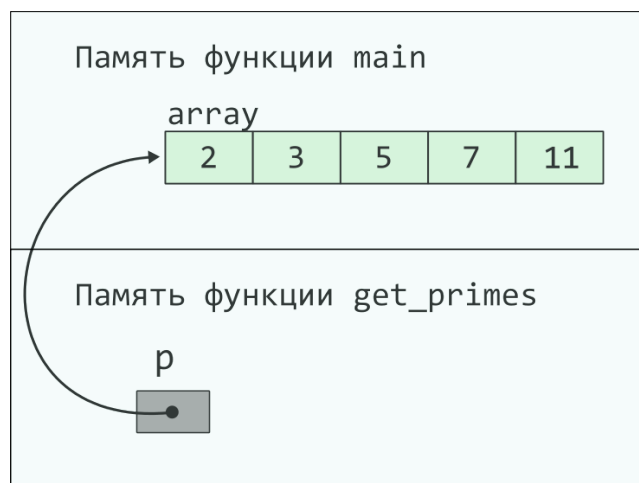 Память функции main
array
2 3 5 7 11
Память функции get_primes
p